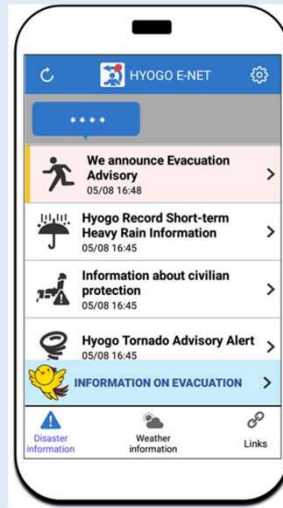 HYOGO E-NET
****
We announce Evacuation
Advisory
05/08 16:48
Hyogo Record Short-term
Heavy Rain Information
05/08 16:45
Information about civilian
protection
05/08 16:45
Hyogo Tornado Advisory Alert
05/08 16:45
INFORMATION ON EVACUATION
Disaster
information
Weather
information
Links